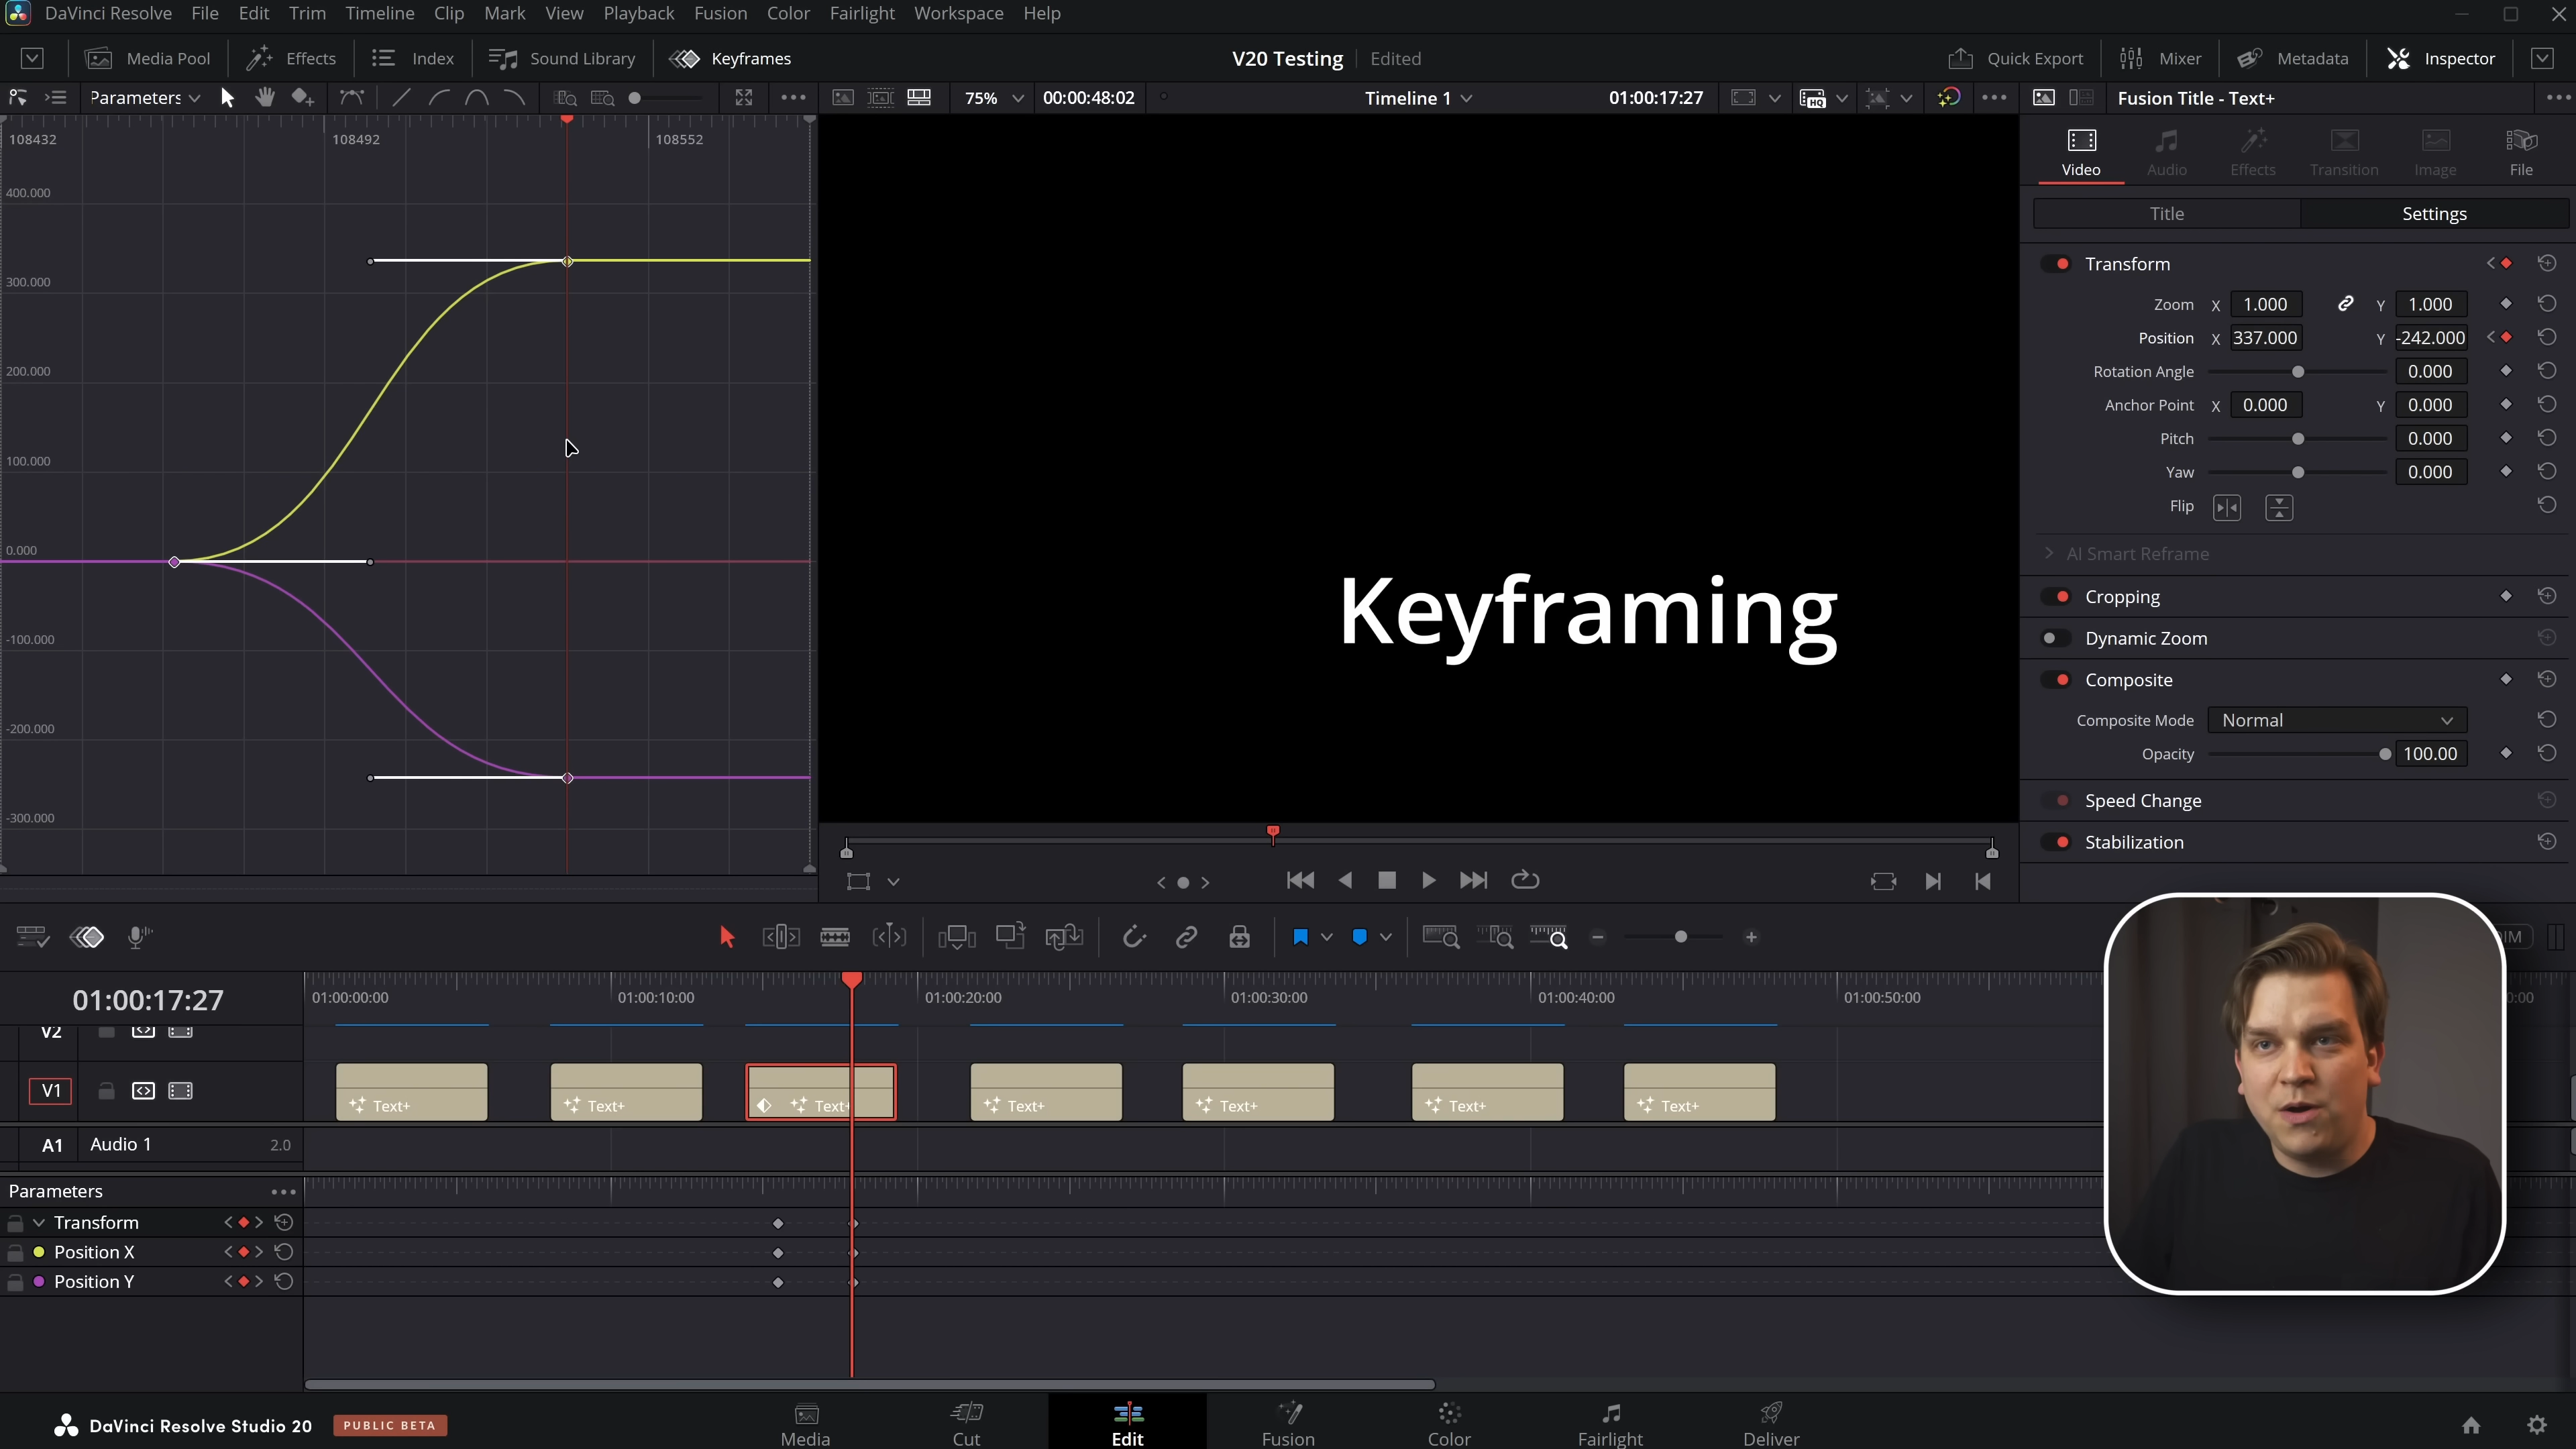 DaVinci Resolve File Edit Trim Timeline Clip Mark View Playback Fusion Color Fairlight Workspace Help
Media Pool Effects Index Sound Library Keyframes V20 Testing Edited Quick Export Mixer Metadata Inspector
Parameters 75% 00:00:48:02 Timeline 1 01:00:17:27 Fusion Title - Text+
108432 108492 108552
Video Audio Effects Transition Image File
400.000
Title Settings
Transform
300.000
Zoom X 1.000 Y 1.000
Position X 337.000 Y -242.000
200.000
Rotation Angle 0.000
Anchor Point X 0.000 Y 0.000
Pitch 0.000
100.000
Yaw 0.000
Flip
0.000
AI Smart Reframe
Keyframing
Cropping
-100.000
Dynamic Zoom
Composite
-200.000
Composite Mode Normal
Opacity 100.00
Speed Change
-300.000
Stabilization
01:00:17:27
01:00:00:00 01:00:10:00 01:00:20:00 01:00:30:00 01:00:40:00 01:00:50:00
V2
V1
Text+ Text+ Text+ Text+ Text+ Text+ Text+
A1 Audio 1 2.0
Parameters
Transform
Position X
Position Y
DaVinci Resolve Studio 20 PUBLIC BETA
Media Cut Edit Fusion Color Fairlight Deliver